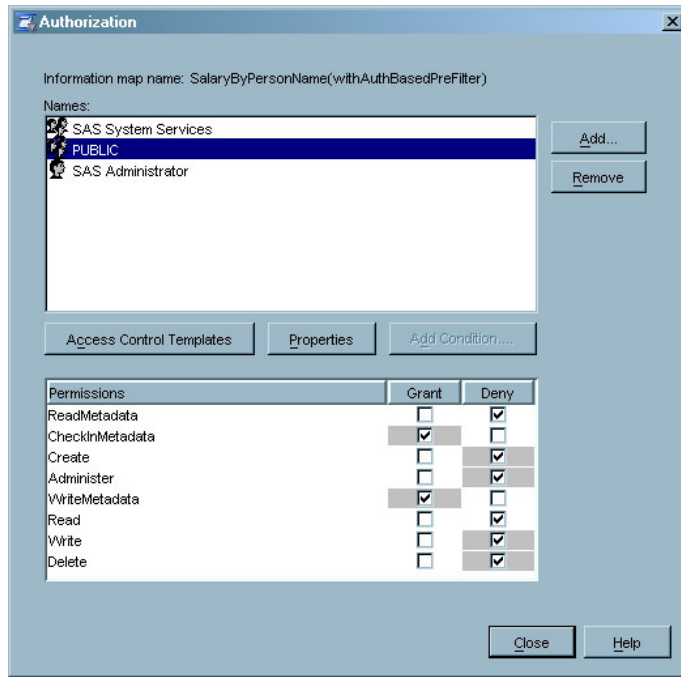 Authorization
Information map name: SalaryByPersonName(withAuthBasedPreFilter)
Names:
SAS System Services
PUBLIC
SAS Administrator
Add...
Remove
Access Control Templates Properties Add Condition....
Permissions Grant Deny
ReadMetadata
CheckInMetadata
Create
Administer
WriteMetadata
Read
Write
Delete
Close Help